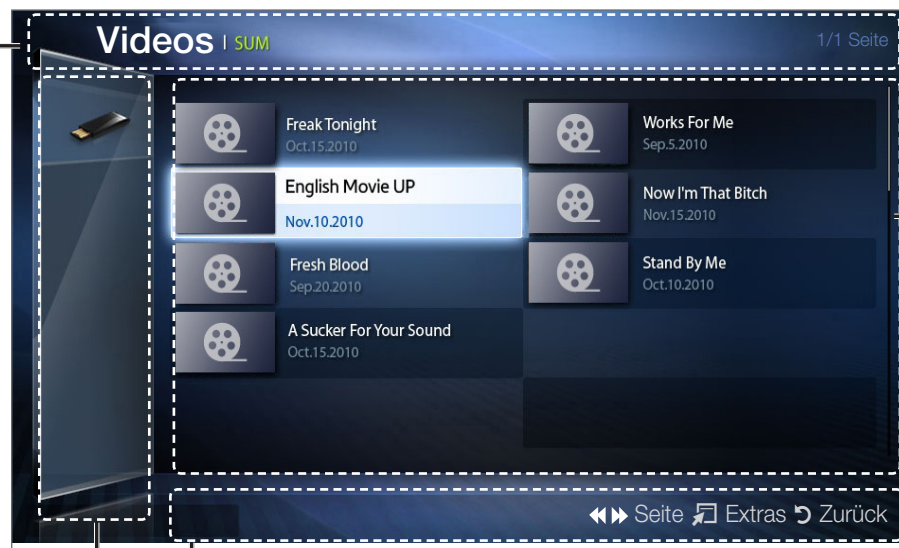 Videos | SUM
1/1 Seite
Freak Tonight
Oct.15.2010
Works For Me
Sep.5.2010
English Movie UP
Nov.10.2010
Now I'm That Bitch
Nov.15.2010
Fresh Blood
Sep.20.2010
Stand By Me
Oct.10.2010
A Sucker For Your Sound
Oct.15.2010
Seite Extras Zurück